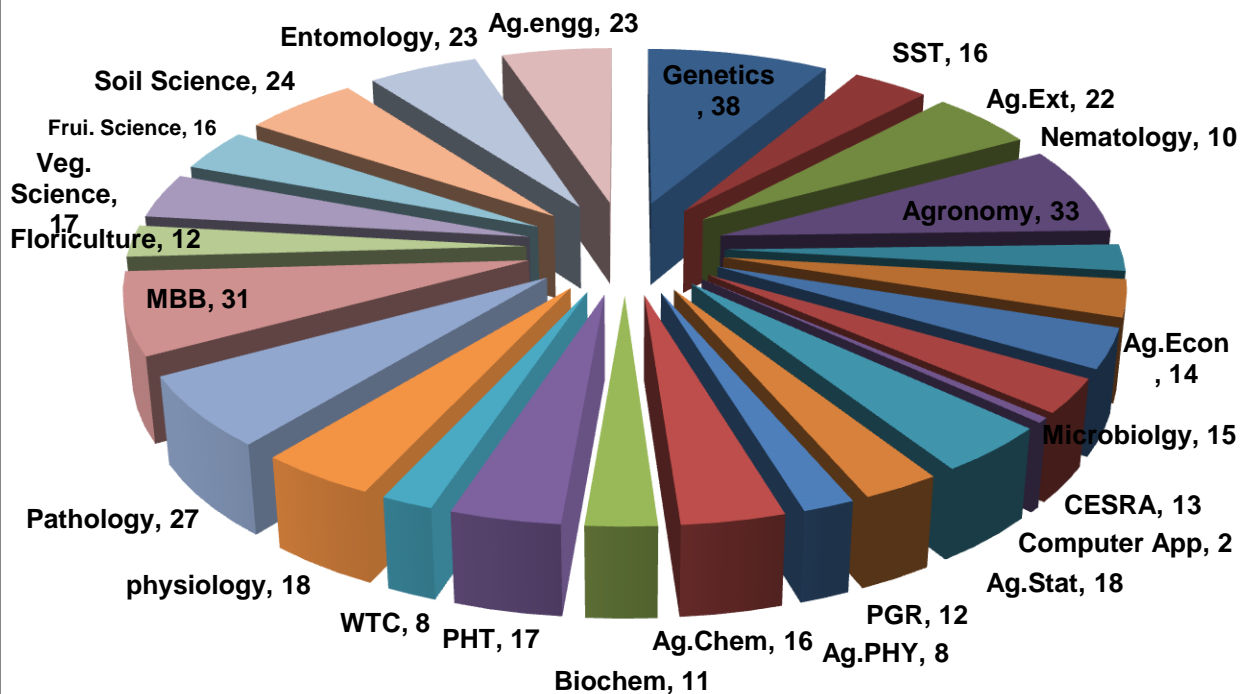 Ag.engg, 23
Entomology, 23
Genetics
, 38
SST, 16
Soil Science, 24
Ag.Ext, 22
Frui. Science, 16
Nematology, 10
Veg.
Science,
17
Agronomy, 33
Floriculture, 12
MBB, 31
Ag.Econ
, 14
Microbiolgy, 15
Pathology, 27
CESRA, 13
Computer App, 2
physiology, 18
Ag.Stat, 18
WTC, 8
PHT, 17
PGR, 12
Ag.Chem, 16
Ag.PHY, 8
Biochem, 11